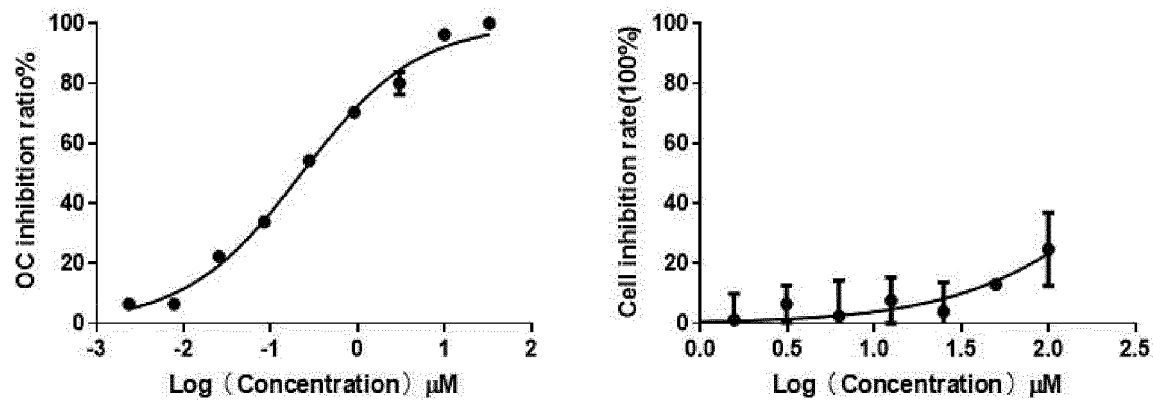 OC inhibition ratio%
100
80
60
40
20
0
-3 -2 -1 0 1 2
Log（Concentration）μM
Cell inhibition rate(100%)
100
80
60
40
20
0
0.0 0.5 1.0 1.5 2.0 2.5
Log（Concentration）μM